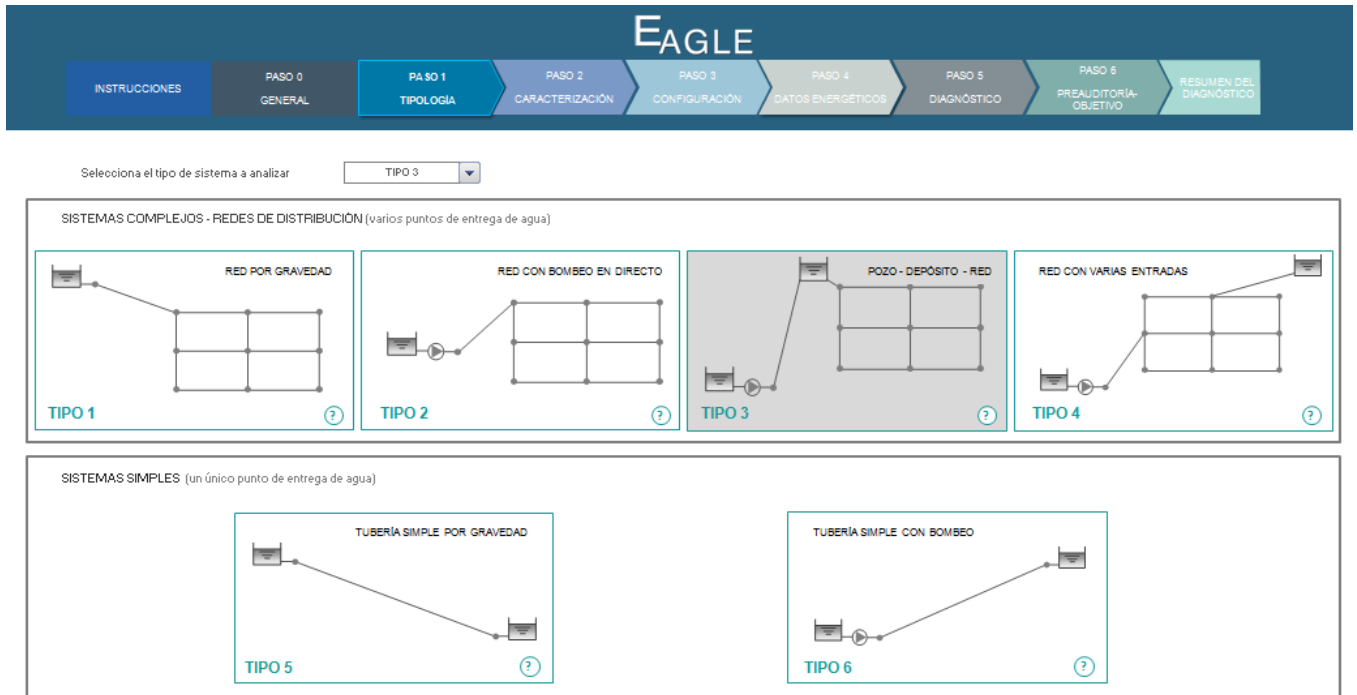 EAGLE
INSTRUCCIONES
PASO 0
GENERAL
PASO 1
TIPOLOGÍA
PASO 2
CARACTERIZACIÓN
PASO 3
CONFIGURACIÓN
PASO 4
DATOS ENERGÉTICOS
PASO 5
DIAGNÓSTICO
PASO 6
PREAUDITORÍA-
OBJETIVO
RESUMEN DEL
DIAGNÓSTICO
Selecciona el tipo de sistema a analizar
TIPO 3
SISTEMAS COMPLEJOS - REDES DE DISTRIBUCIÓN (varios puntos de entrega de agua)
RED POR GRAVEDAD
TIPO 1
?
RED CON BOMBEO EN DIRECTO
TIPO 2
?
POZO - DEPÓSITO - RED
TIPO 3
?
RED CON VARIAS ENTRADAS
TIPO 4
?
SISTEMAS SIMPLES (un único punto de entrega de agua)
TUBERÍA SIMPLE POR GRAVEDAD
TIPO 5
?
TUBERÍA SIMPLE CON BOMBEO
TIPO 6
?